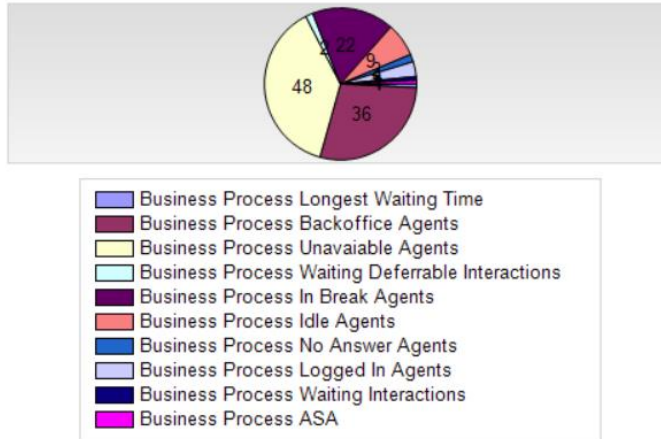 22
2
9
48
36
Business Process Longest Waiting Time
Business Process Backoffice Agents
Business Process Unavaiable Agents
Business Process Waiting Deferrable Interactions
Business Process In Break Agents
Business Process Idle Agents
Business Process No Answer Agents
Business Process Logged In Agents
Business Process Waiting Interactions
Business Process ASA